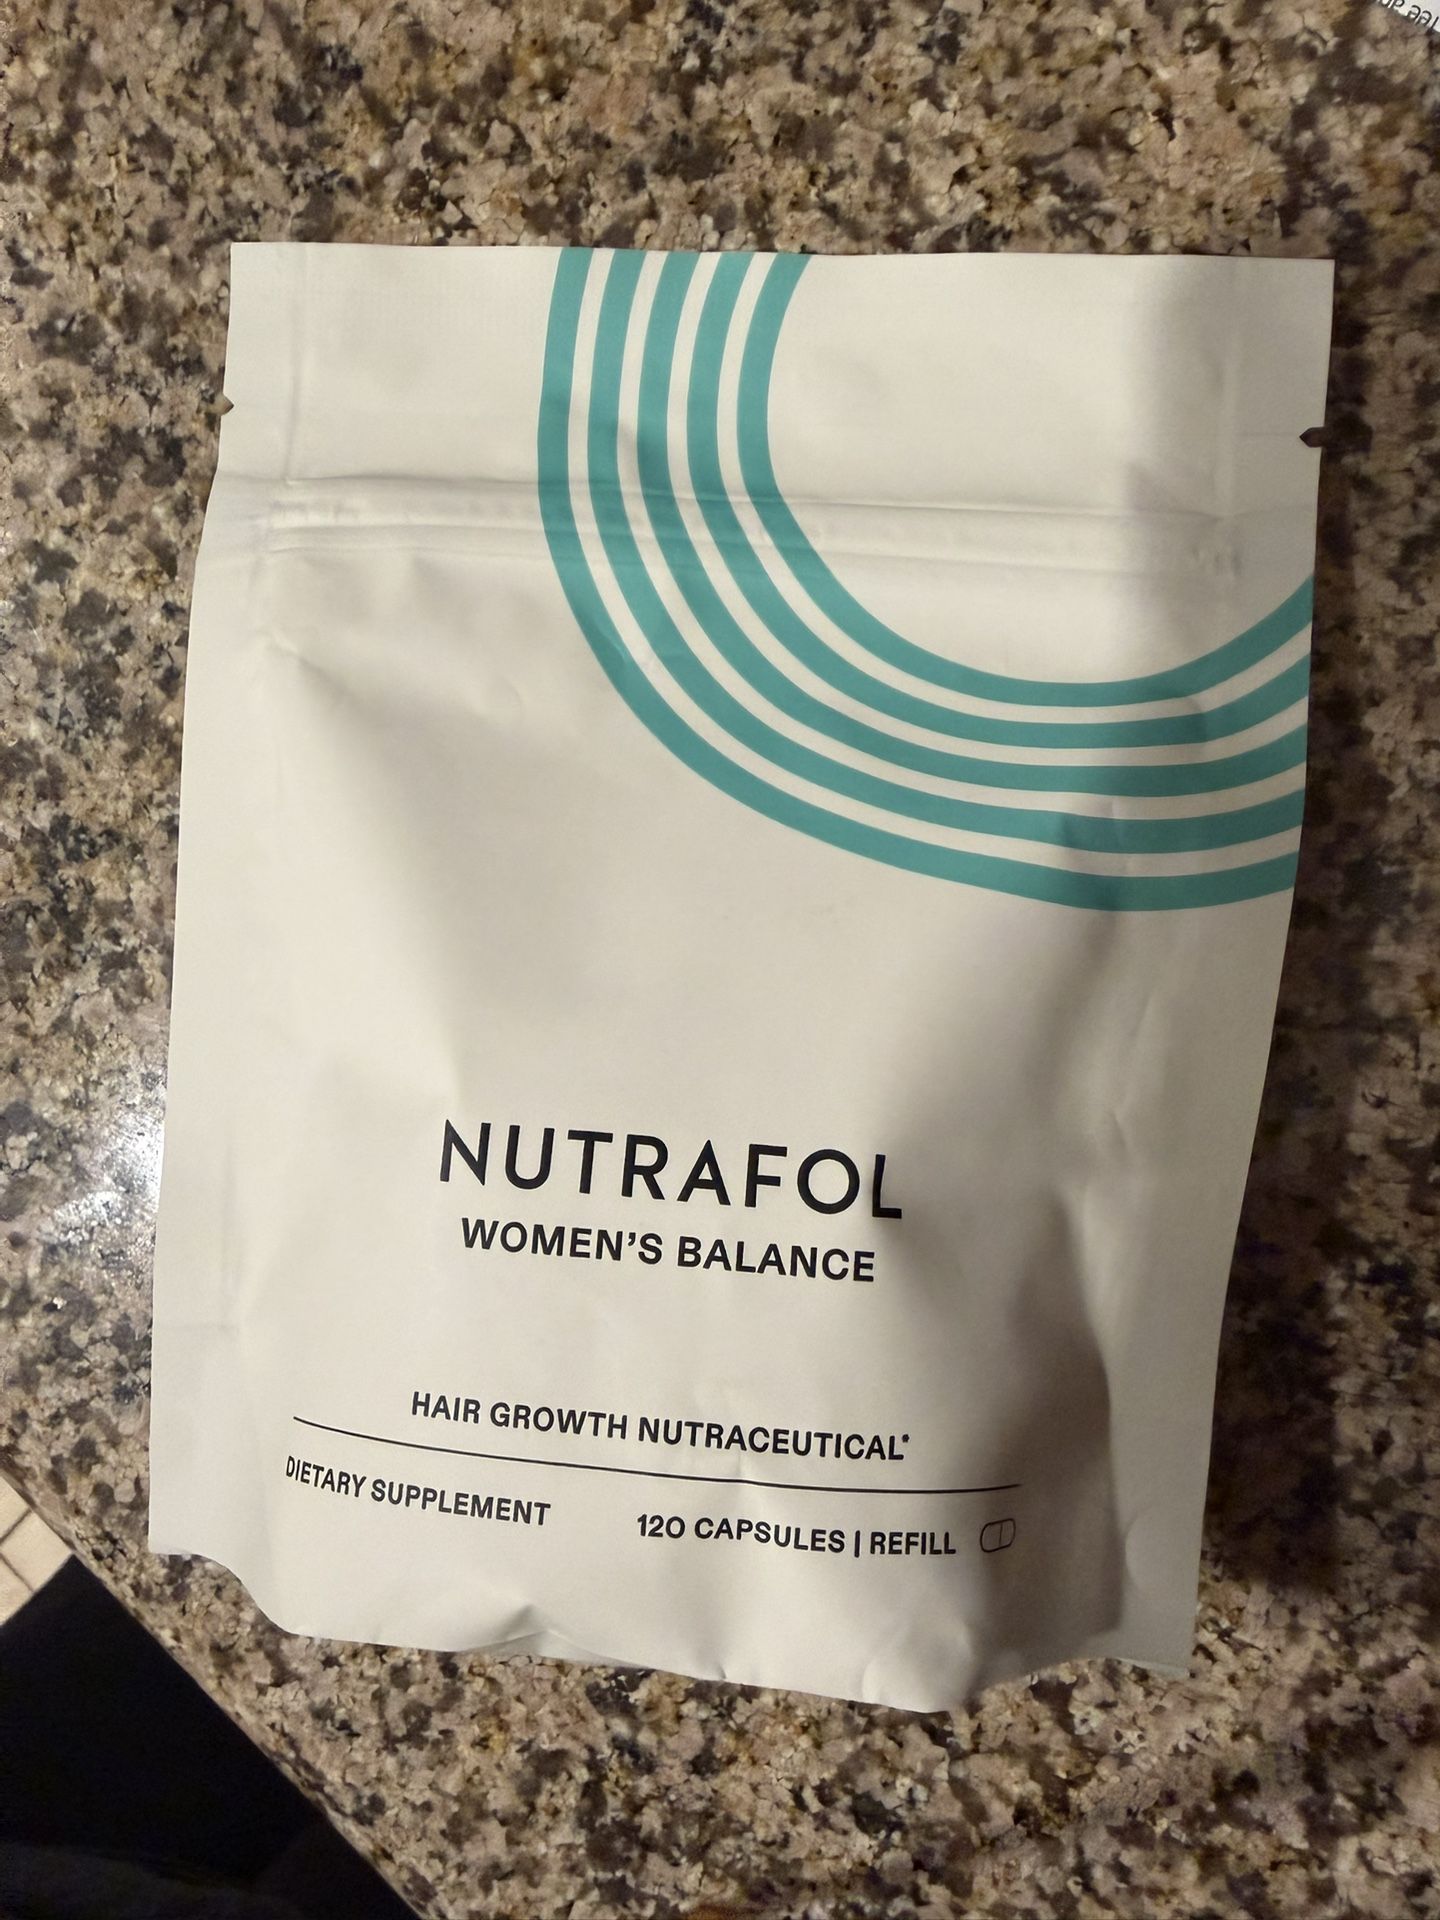 NUTRAFOL
WOMEN'S BALANCE
HAIR GROWTH NUTRACEUTICAL*
DIETARY SUPPLEMENT
120 CAPSULES | REFILL